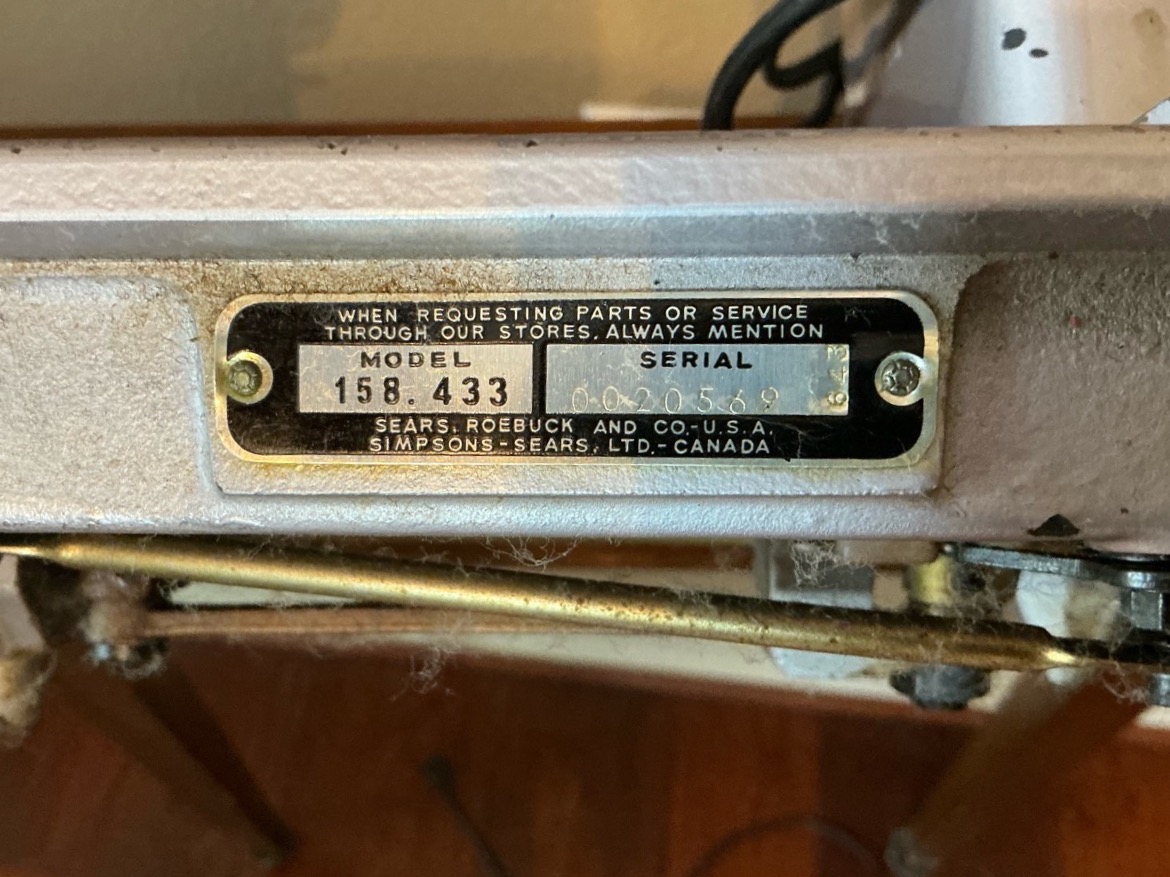 WHEN REQUESTING PARTS OR SERVICE
THROUGH OUR STORES, ALWAYS MENTION
MODEL
158. 433
SERIAL
0020569
643
SEARS, ROEBUCK AND CO.-U.S.A.
SIMPSONS-SEARS, LTD.-CANADA